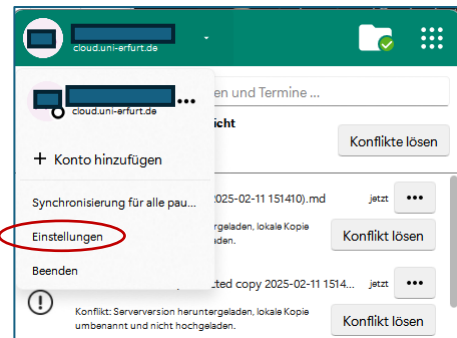 cloud.uni-erfurt.de
en und Termine ...
cloud.uni-erfurt.de
icht
Konflikte lösen
+ Konto hinzufügen
Synchronisierung für alle pau...
2025-02-11 151410).md
jetzt
rgeladen, lokale Kopie
aden.
Konflikt lösen
Einstellungen
Beenden
cted copy 2025-02-11 1514...
jetzt
Konflikt: Serverversion heruntergeladen, lokale Kopie
umbenannt und nicht hochgeladen.
Konflikt lösen